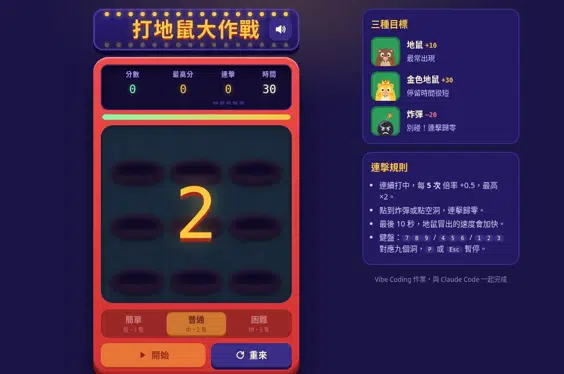 打地鼠大作戰
分數
最高分
連擊
時間
0
0
0
30
2
簡單
普通
困難
開始
重來
三種目標
地鼠 +10
最常出現
金色地鼠 +30
停留時間很短
炸彈 −20
別碰！連擊歸零
連擊規則
連續打中，每 5 次 倍率 +0.5，最高
×2。
點到炸彈或點空洞，連擊歸零。
最後 10 秒，地鼠冒出的速度會加快。
鍵盤： 7 8 9 / 4 5 6 / 1 2 3
對應九個洞，P 或 Esc 暫停。
Vibe Coding 作業・與 Claude Code 一起完成